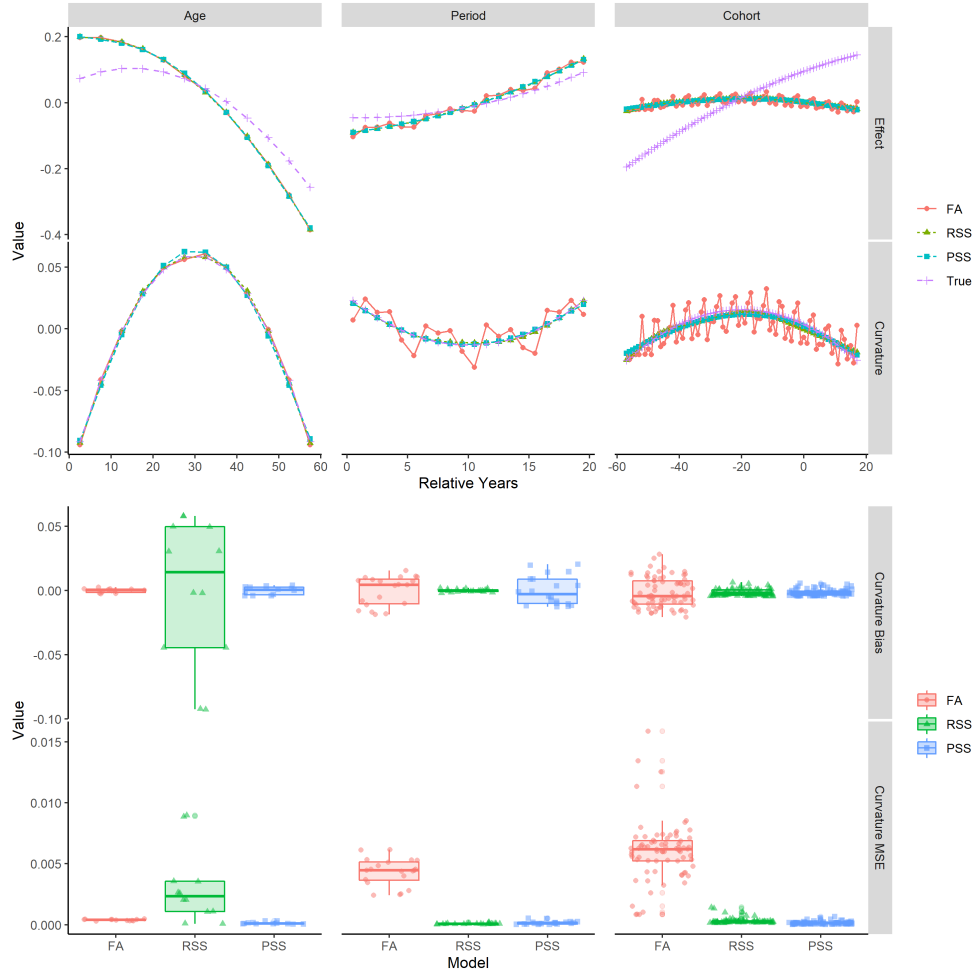 Age Period Cohort
0.2
0.0
-0.2
-0.4
Effect
0.05
0.00
-0.05
-0.10
Curvature
Value
0 10 20 30 40 50 60
0 5 10 15 20
-60 -40 -20 0 20
Relative Years
FA
RSS
PSS
True
0.05
0.00
-0.05
-0.10
Curvature Bias
0.015
0.010
0.005
0.000
Curvature MSE
Value
FA RSS PSS
FA RSS PSS
FA RSS PSS
Model
FA
RSS
PSS